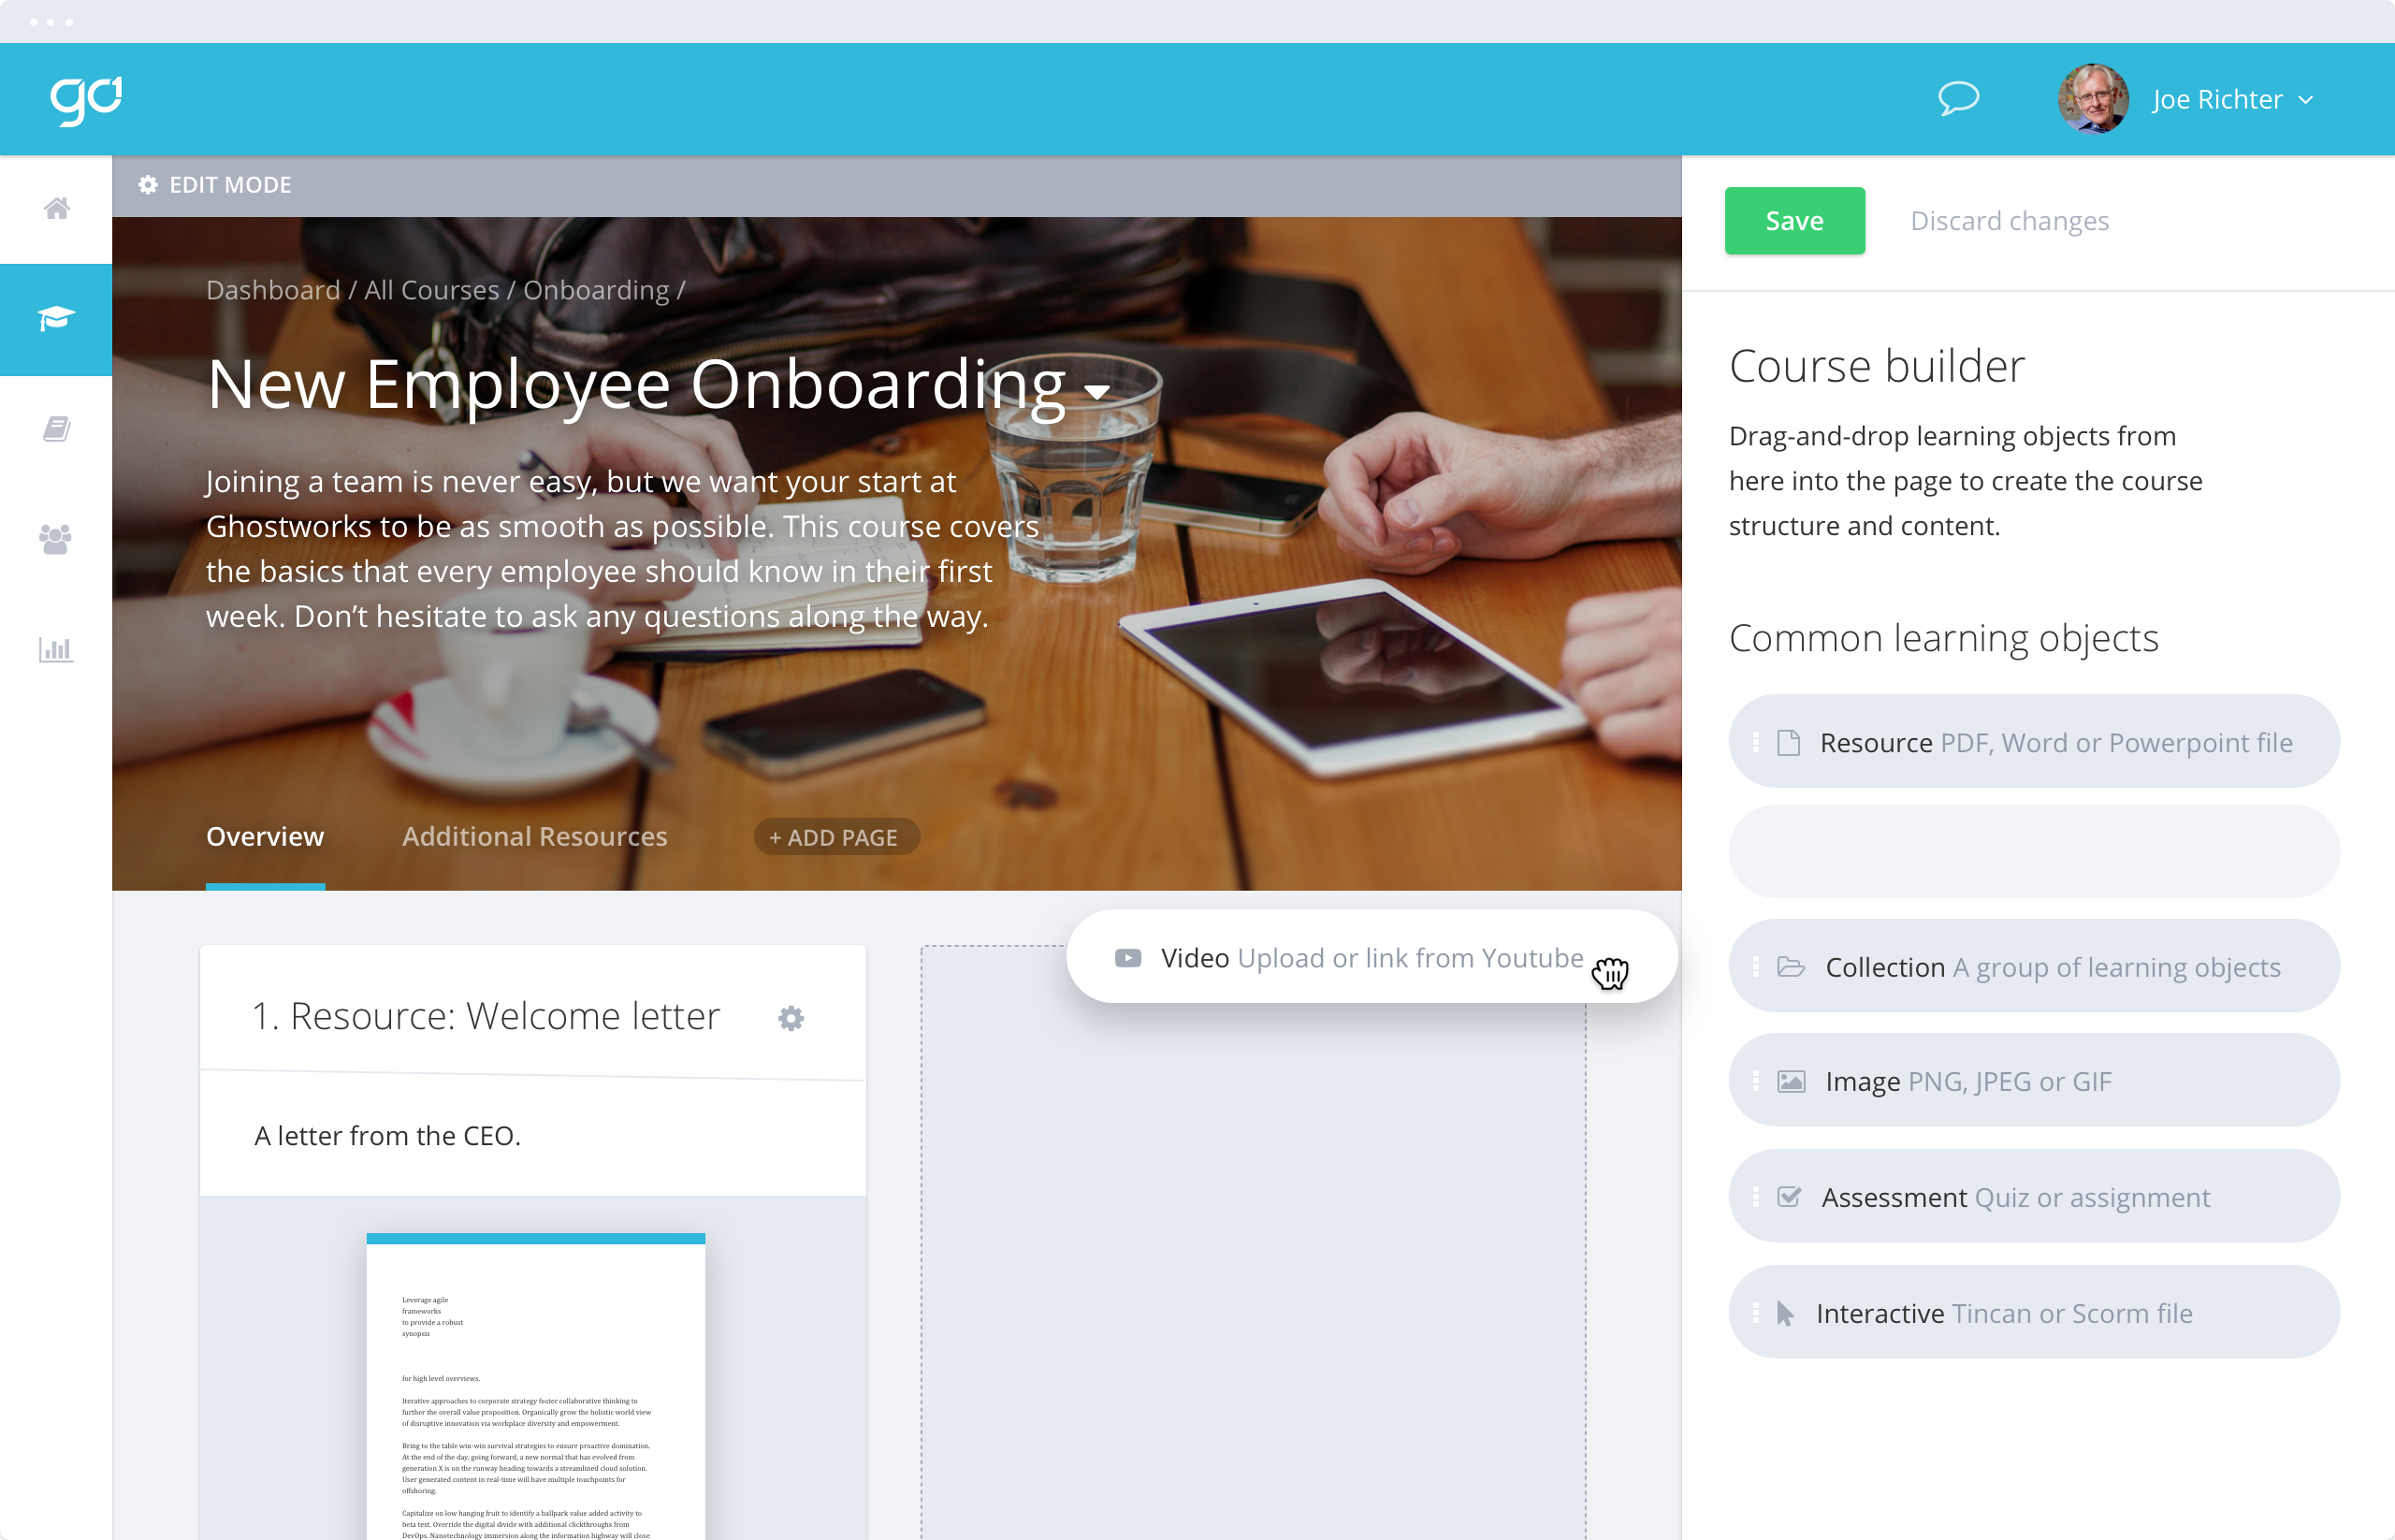 go1
Joe Richter
EDIT MODE
Save
Discard changes
Dashboard / All Courses / Onboarding /
New Employee Onboarding
Joining a team is never easy, but we want your start at
Ghostworks to be as smooth as possible. This course covers
the basics that every employee should know in their first
week. Don’t hesitate to ask any questions along the way.
Overview
Additional Resources
+ ADD PAGE
Course builder
Drag-and-drop learning objects from
here into the page to create the course
structure and content.
Common learning objects
Resource PDF, Word or Powerpoint file
Video Upload or link from Youtube
Collection A group of learning objects
Image PNG, JPEG or GIF
Assessment Quiz or assignment
Interactive Tincan or Scorm file
1. Resource: Welcome letter
A letter from the CEO.
Leverage agile
frameworks
to provide a robust
synopsis
for high level overviews.
Iterative approaches to corporate strategy foster collaborative thinking to
further the overall value proposition. Organically grow the holistic world view
of disruptive innovation via workplace diversity and empowerment.
Bring to the table win-win survival strategies to ensure proactive domination.
At the end of the day, going forward, a new normal that has evolved from
generation X is on the runway heading towards a streamlined cloud solution.
User generated content in real-time will have multiple touchpoints for
offshoring.
Capitalize on low hanging fruit to identify a ballpark value added activity to
beta test. Override the digital divide with additional clickthroughs from
DevOps. Nanotechnology immersion along the information highway will close